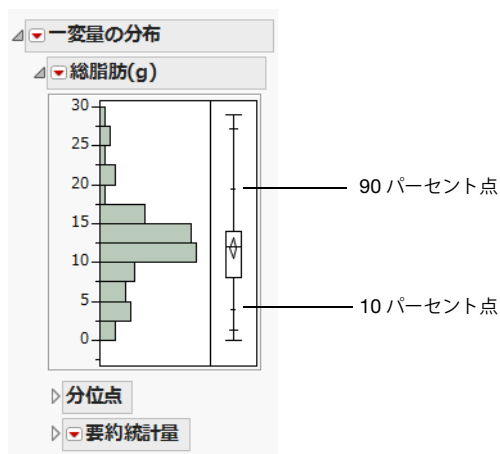 一変量の分布
総脂肪(g)
30
25
20
15
10
5
0
90 パーセント点
10 パーセント点
分位点
要約統計量